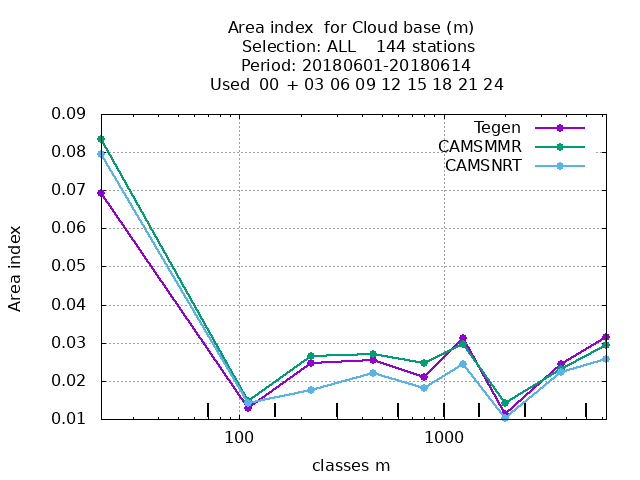 Area index  for Cloud base (m)
Selection: ALL    144 stations
Period: 20180601-20180614
Used  00  + 03 06 09 12 15 18 21 24
Tegen
CAMSMMR
CAMSNRT
0.09
0.08
0.07
0.06
0.05
0.04
0.03
0.02
0.01
Area index
100
1000
classes m